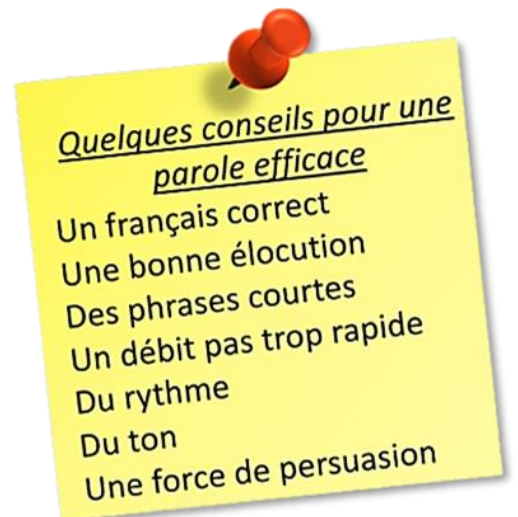 Quelques conseils pour une
parole efficace
Un français correct
Une bonne élocution
Des phrases courtes
Un débit pas trop rapide
Du rythme
Du ton
Une force de persuasion